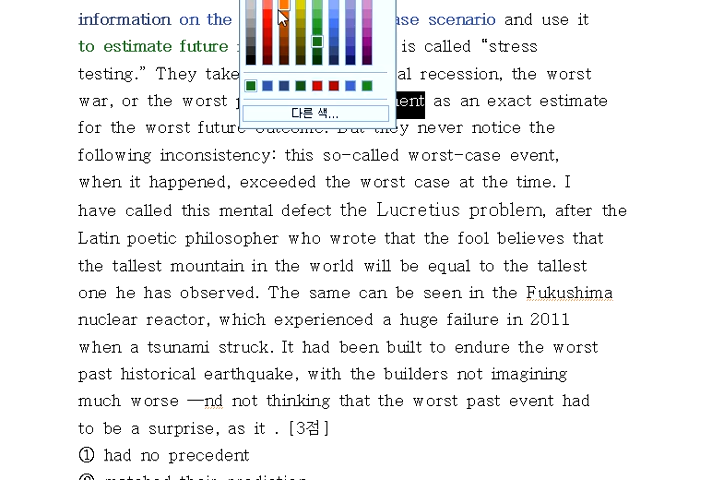 information on the ase scenario and use it
to estimate future is called “stress
testing.” They take al recession, the worst
war, or the worst ent as an exact estimate
다른 색...
for the worst future outcome. But they never notice the
following inconsistency: this so-called worst-case event,
when it happened, exceeded the worst case at the time. I
have called this mental defect the Lucretius problem, after the
Latin poetic philosopher who wrote that the fool believes that
the tallest mountain in the world will be equal to the tallest
one he has observed. The same can be seen in the Fukushima
nuclear reactor, which experienced a huge failure in 2011
when a tsunami struck. It had been built to endure the worst
past historical earthquake, with the builders not imagining
much worse ―nd not thinking that the worst past event had
to be a surprise, as it . [3점]
① had no precedent
② matched their prediction